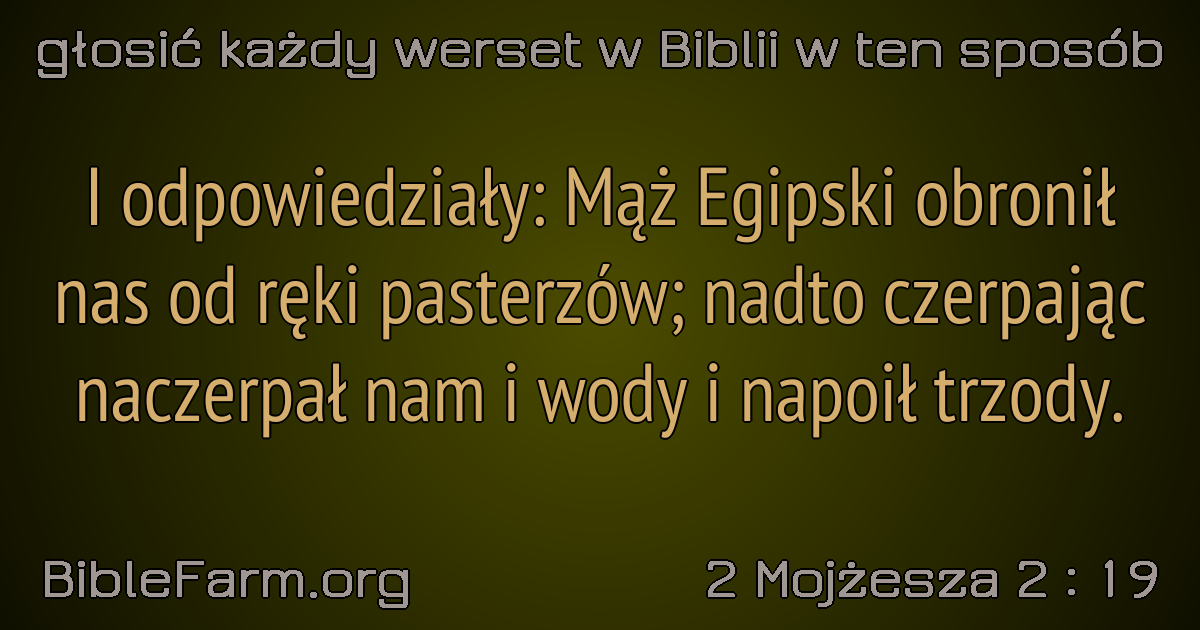 głosić każdy werset w Biblii w ten sposób
I odpowiedziały: Mąż Egipski obronił
nas od ręki pasterzów; nadto czerpając
naczerpał nam i wody i napoił trzody.
BibleFarm.org
2 Mojżesza 2 : 19